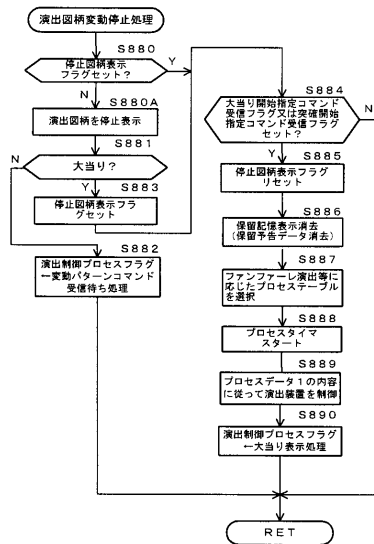 演出図柄変動停止処理
S880
停止図柄表示
フラグセット?
Y
N
S880A
演出図柄を停止表示
S881
大当り?
N
Y
S883
停止図柄表示フラ
グセット
S882
演出制御プロセスフラグ
←変動パターンコマンド
受信待ち処理
S884
大当り開始指定コマンド
受信フラグ又は突確開始
指定コマンド受信フラグ
セット?
N
Y
S885
停止図柄表示フラグ
リセット
S886
保留記憶表示消去
(保留予告データ消去)
S887
ファンファーレ演出等に
応じたプロセステーブル
を選択
S888
プロセスタイマ
スタート
S889
プロセスデータ1の内容
に従って演出装置を制御
S890
演出制御プロセスフラグ
←大当り表示処理
RET